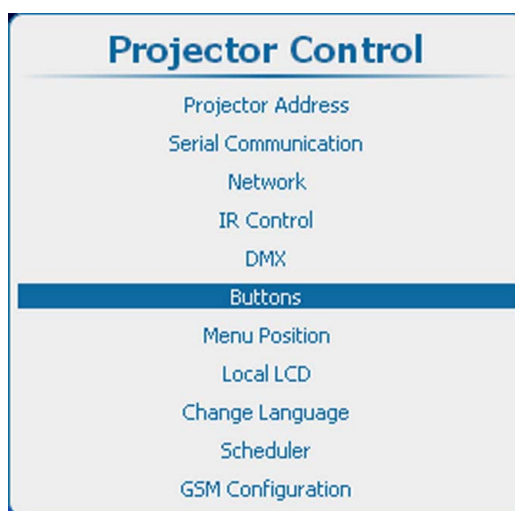 Projector Control
Projector Address
Serial Communication
Network
IR Control
DMX
Buttons
Menu Position
Local LCD
Change Language
Scheduler
GSM Configuration